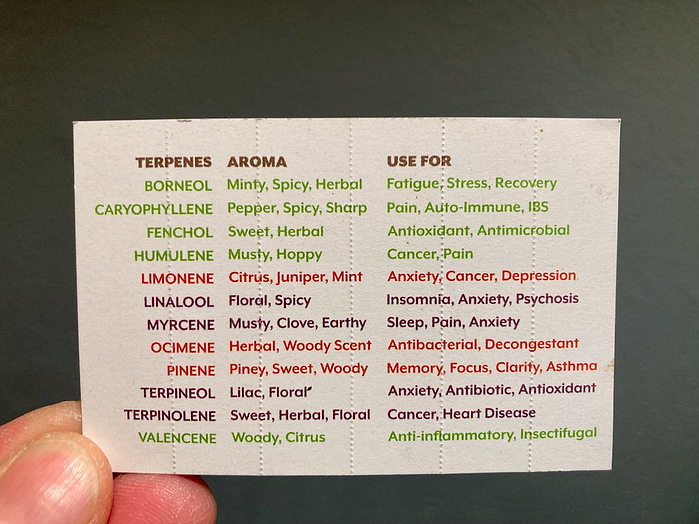 TERPENES AROMA USE FOR
BORNEOL Minty, Spicy, Herbal Fatigue, Stress, Recovery
CARYOPHYLLENE Pepper, Spicy, Sharp Pain, Auto-Immune, IBS
FENCHOL Sweet, Herbal Antioxidant, Antimicrobial
HUMULENE Musty, Hoppy Cancer, Pain
LIMONENE Citrus, Juniper, Mint Anxiety, Cancer, Depression
LINALOOL Floral, Spicy Insomnia, Anxiety, Psychosis
MYRCENE Musty, Clove, Earthy Sleep, Pain, Anxiety
OCIMENE Herbal, Woody Scent Antibacterial, Decongestant
PINENE Piney, Sweet, Woody Memory, Focus, Clarity, Asthma
TERPINEOL Lilac, Floral Anxiety, Antibiotic, Antioxidant
TERPINOLENE Sweet, Herbal, Floral Cancer, Heart Disease
VALENCENE Woody, Citrus Anti-inflammatory, Insectifugal